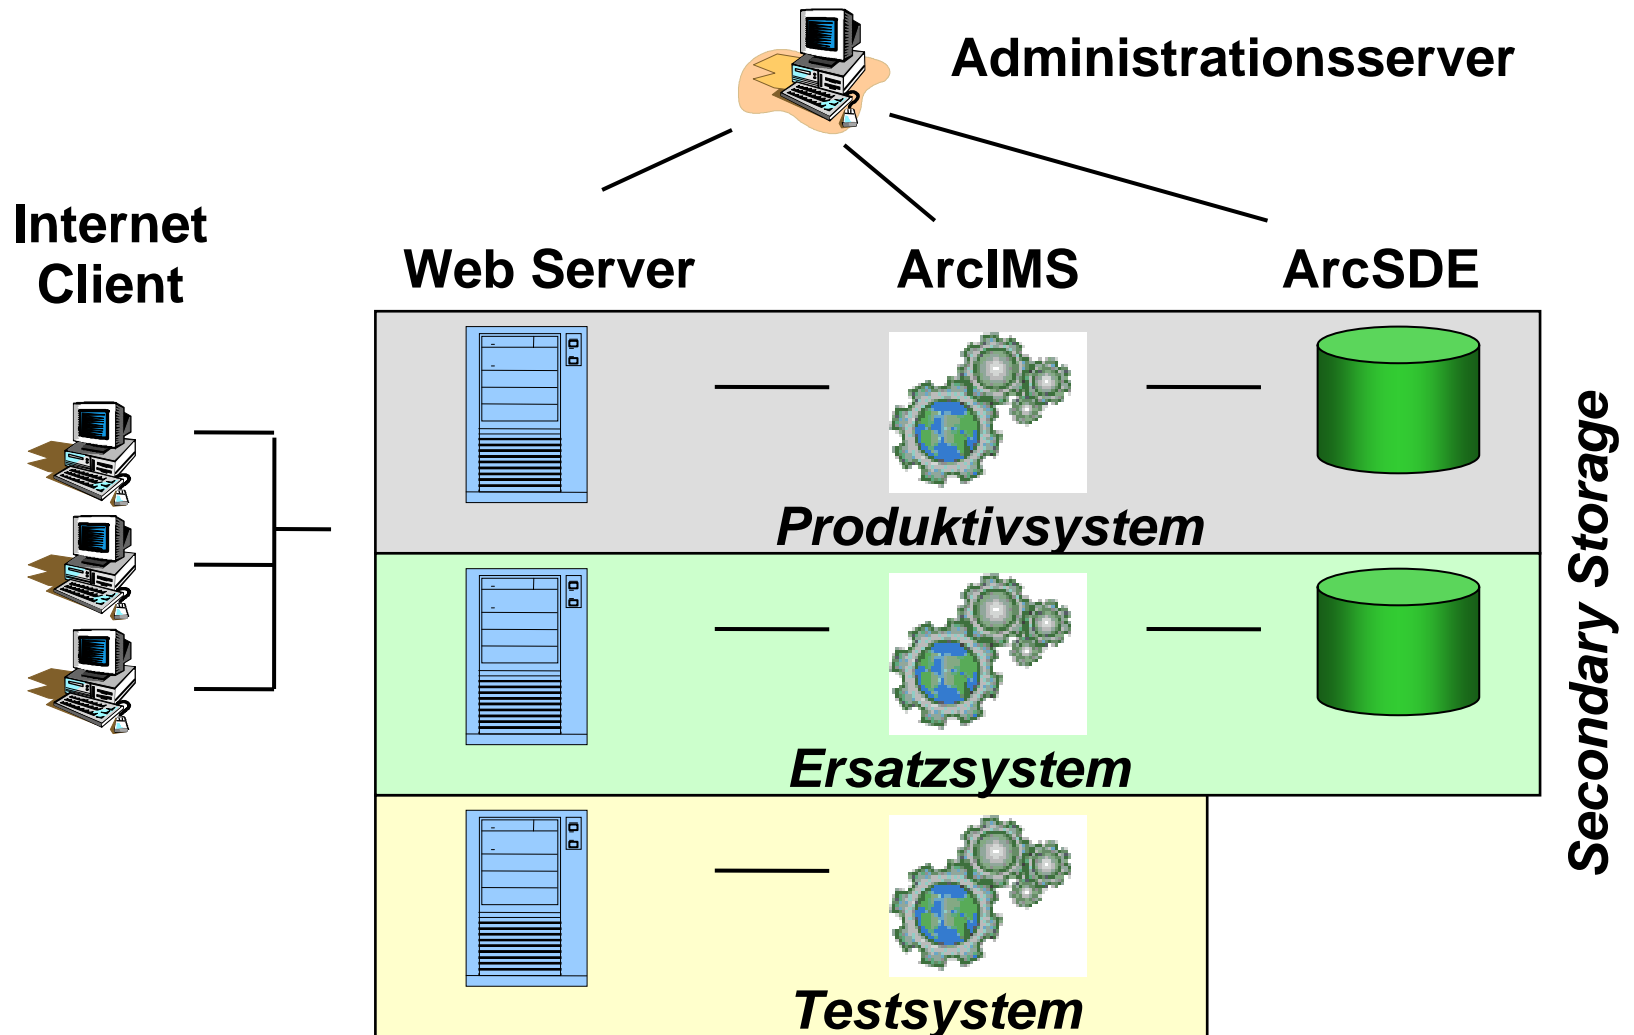 Administrationsserver
Internet
Client
Web Server
ArcIMS
ArcSDE
Produktivsystem
Ersatzsystem
Testsystem
Secondary Storage